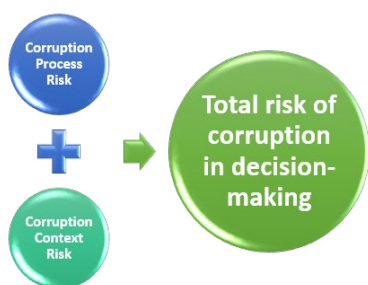 Corruption
Process
Risk
Corruption
Context
Risk
Total risk of
corruption
in decision-
making